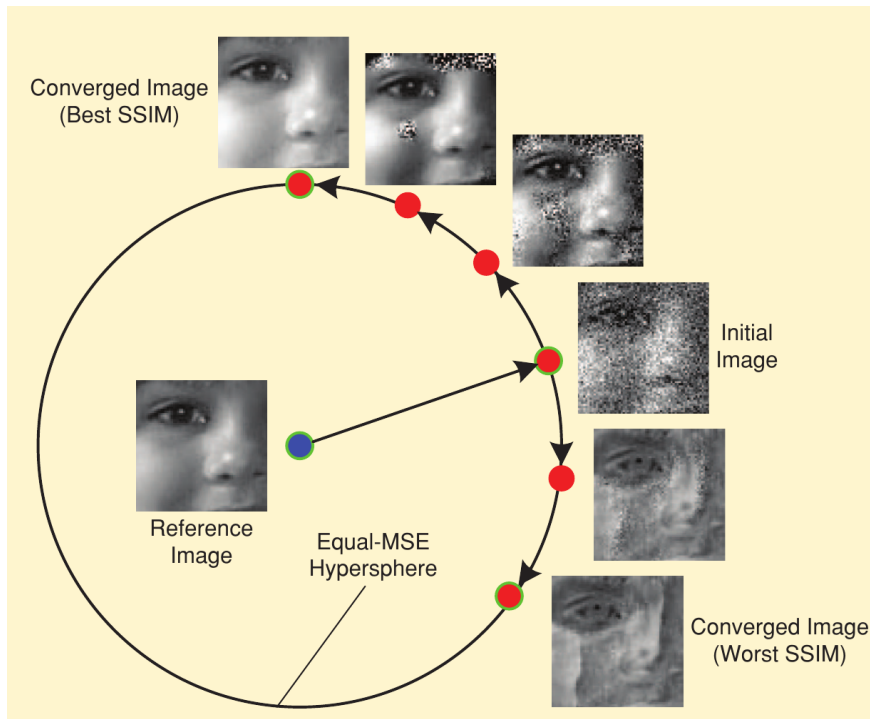 Converged Image
(Best SSIM)
Initial
Image
Reference
Image
Equal-MSE
Hypersphere
Converged Image
(Worst SSIM)